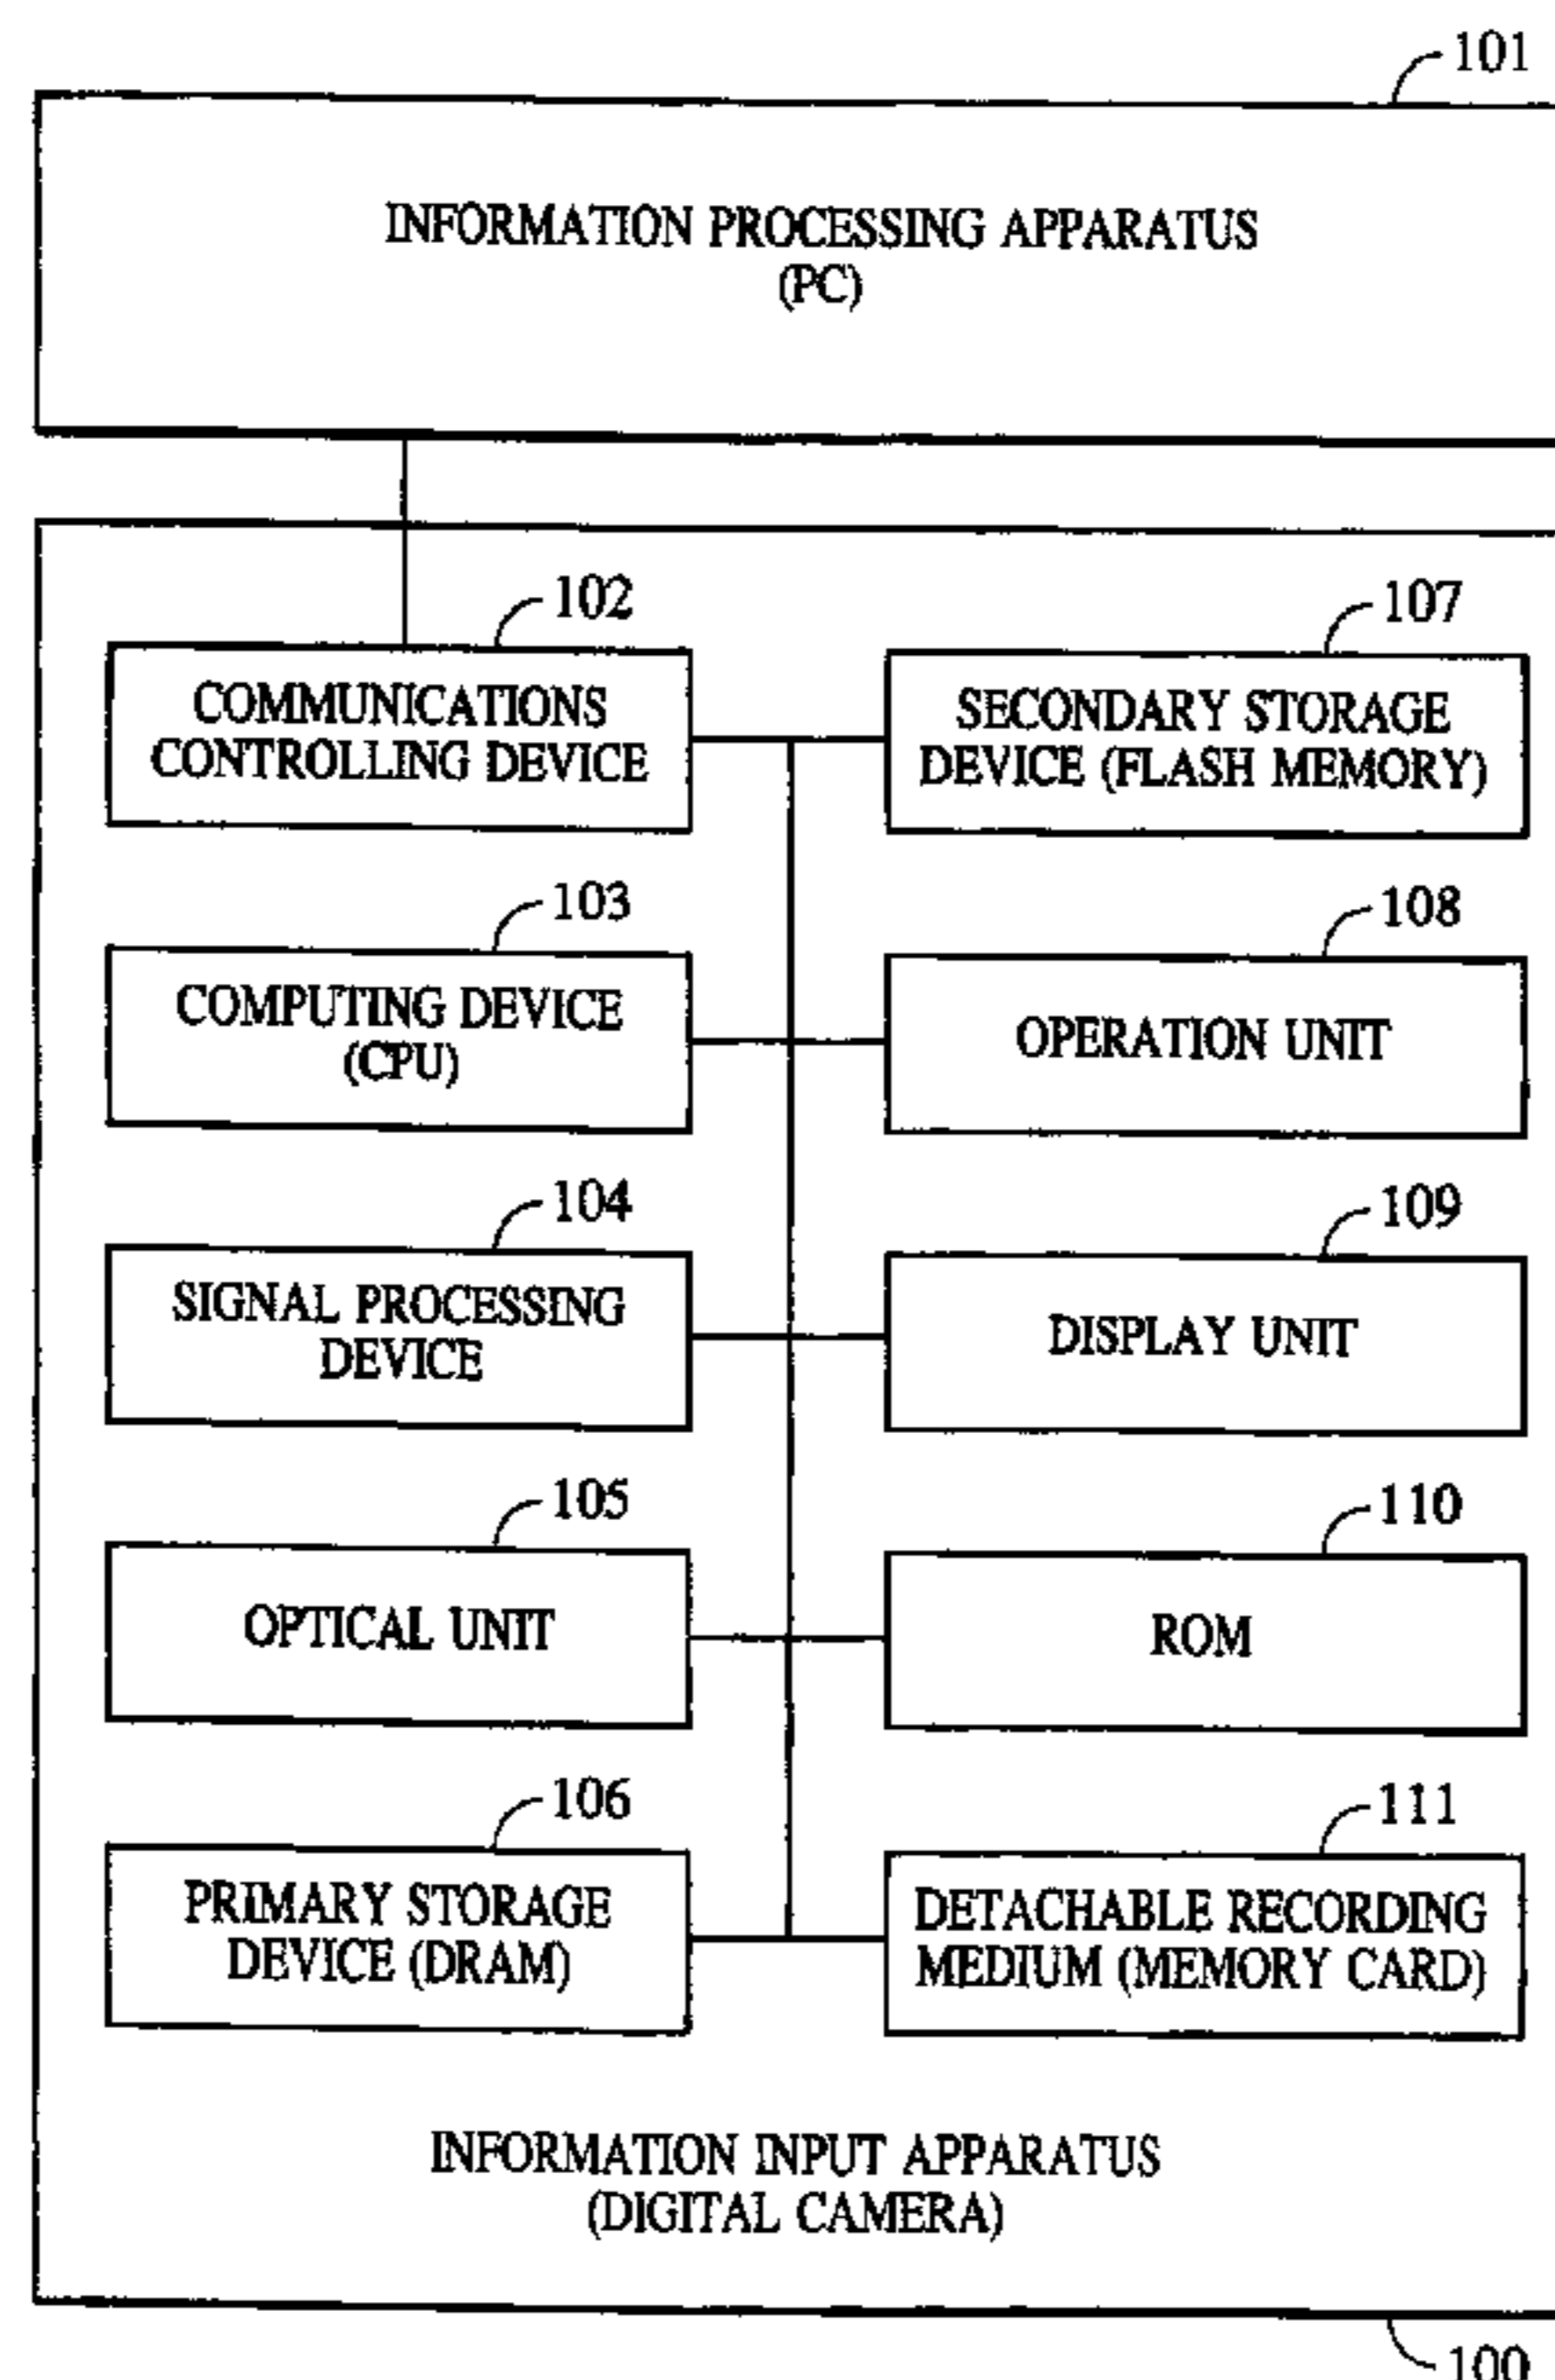 101
INFORMATION PROCESSING APPARATUS
(PC)
102
COMMUNICATIONS
CONTROLLING DEVICE
107
SECONDARY STORAGE
DEVICE (FLASH MEMORY)
103
COMPUTING DEVICE
(CPU)
108
OPERATION UNIT
104
SIGNAL PROCESSING
DEVICE
109
DISPLAY UNIT
105
OPTICAL UNIT
110
ROM
106
PRIMARY STORAGE
DEVICE (DRAM)
111
DETACHABLE RECORDING
MEDIUM (MEMORY CARD)
INFORMATION INPUT APPARATUS
(DIGITAL CAMERA)
100